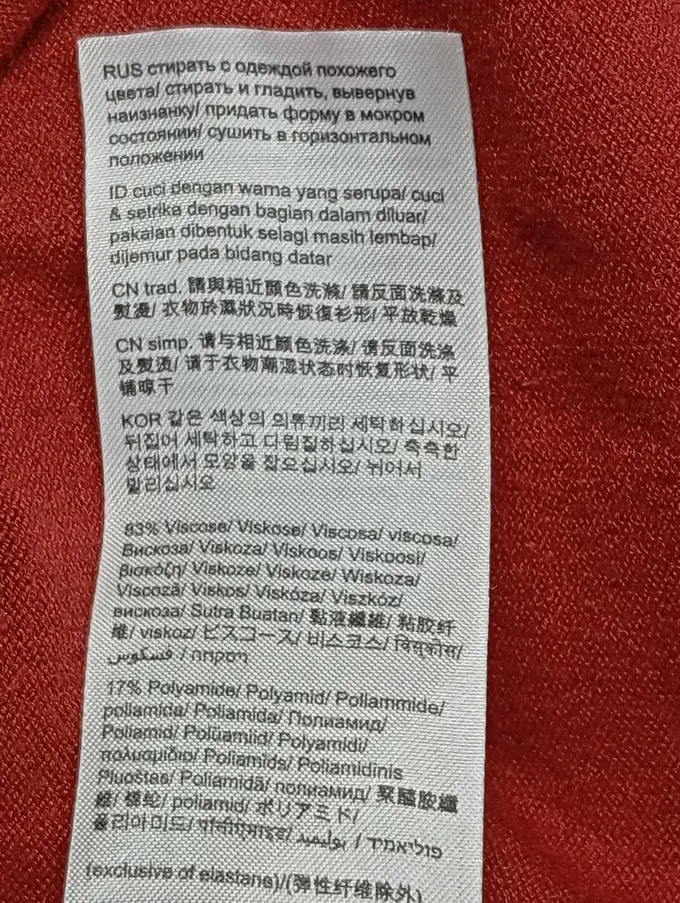 RUS стирать с одеждой похожего
цвета/ стирать и гладить, вывернув
наизнанку/ придать форму в мокром
состоянии/ сушить в горизонтальном
положении
ID cuci dengan warna yang serupa/ cuci
& setrika dengan bagian dalam diluar/
pakaian dibentuk selagi masih lembap/
dijemur pada bidang datar
CN trad. 請與相近顏色洗滌/ 請反面洗滌及
熨燙/ 衣物於濕狀況時恢復衫形/ 平放乾燥
CN simp. 请与相近颜色洗涤/ 请反面洗涤
及熨烫/ 请于衣物潮湿状态时恢复形状/ 平
铺晾干
KOR 같은 색상의 의류끼리 세탁하십시오/
뒤집어 세탁하고 다림질하십시오/ 축축한
상태에서 모양을 잡으십시오/ 뉘어서
말리십시오
83% Viscose/ Viskose/ Viscosa/ viscosa/
Вискоза/ Viskoza/ Viskoos/ Viskoosi/
βισκόζη/ Viskoze/ Viskozė/ Wiskoza/
Viscoză/ Viskos/ Viskóza/ Viszkóz/
вискоза/ Sutra Buatan/ 黏液纖維/ 粘胶纤
维/ viskoz/ ビスコース/ 비스코스/ विस्कोस/
فسكوس / ויסקוזה
17% Polyamide/ Polyamid/ Poliammide/
poliamida/ Poliamida/ Полиамид/
Poliamid/ Polüamiid/ Polyamidi/
πολυαμίδιο/ Poliamīds/ Poliamidinis
Pluoštas/ Poliamidă/ полиамид/ 聚醯胺纖
維/ 锦纶/ poliamid/ ポリアミド/
폴리아미드/ पॉलीऐमाइड/ بوليميد / פוליאמיד
(exclusive of elastane)/(弹性纤维除外)